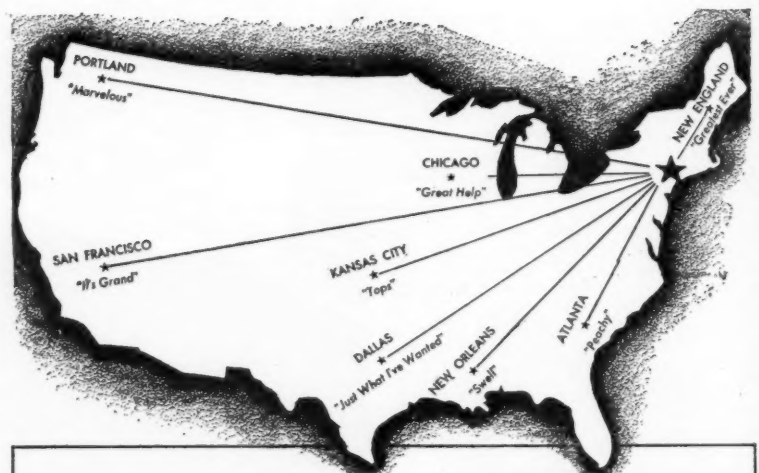 PORTLAND
"Marvelous"
NEW ENGLAND
"Greatest Ever"
CHICAGO
"Great Help"
SAN FRANCISCO
"It's Grand"
KANSAS CITY
"Tops"
DALLAS
"Just What I've Wanted"
NEW ORLEANS
"Swell"
ATLANTA
"Peachy"